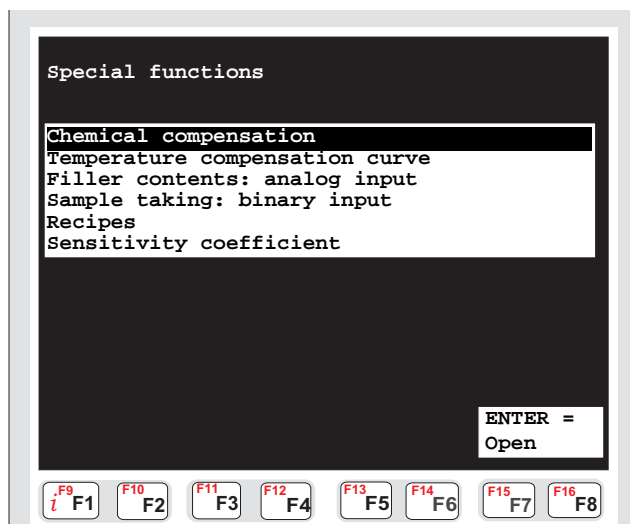 Special functions
Chemical compensation
Temperature compensation curve
Filler contents: analog input
Sample taking: binary input
Recipes
Sensitivity coefficient
ENTER =
Open
F9 F10 F11 F12 F13 F14 F15 F16
i F1 F2 F3 F4 F5 F6 F7 F8